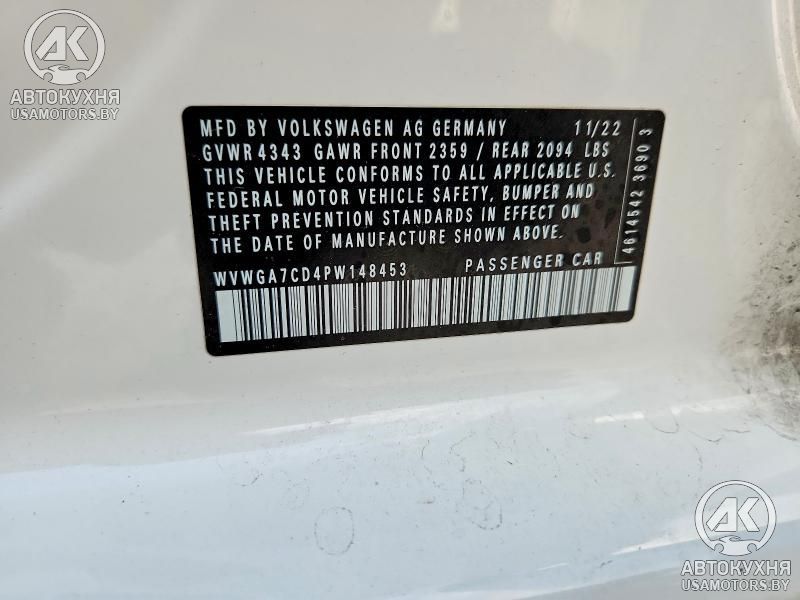 AK
АВТОКУХНЯ
USAMOTORS.BY
MFD BY VOLKSWAGEN AG GERMANY 11/22
GVWR 4343 GAWR FRONT 2359 / REAR 2094 LBS
THIS VEHICLE CONFORMS TO ALL APPLICABLE U.S.
FEDERAL MOTOR VEHICLE SAFETY, BUMPER AND
THEFT PREVENTION STANDARDS IN EFFECT ON
THE DATE OF MANUFACTURE SHOWN ABOVE.
WVWGA7CD4PW148453 PASSENGER CAR
4614542 3690 3
AK
АВТОКУХНЯ
USAMOTORS.BY